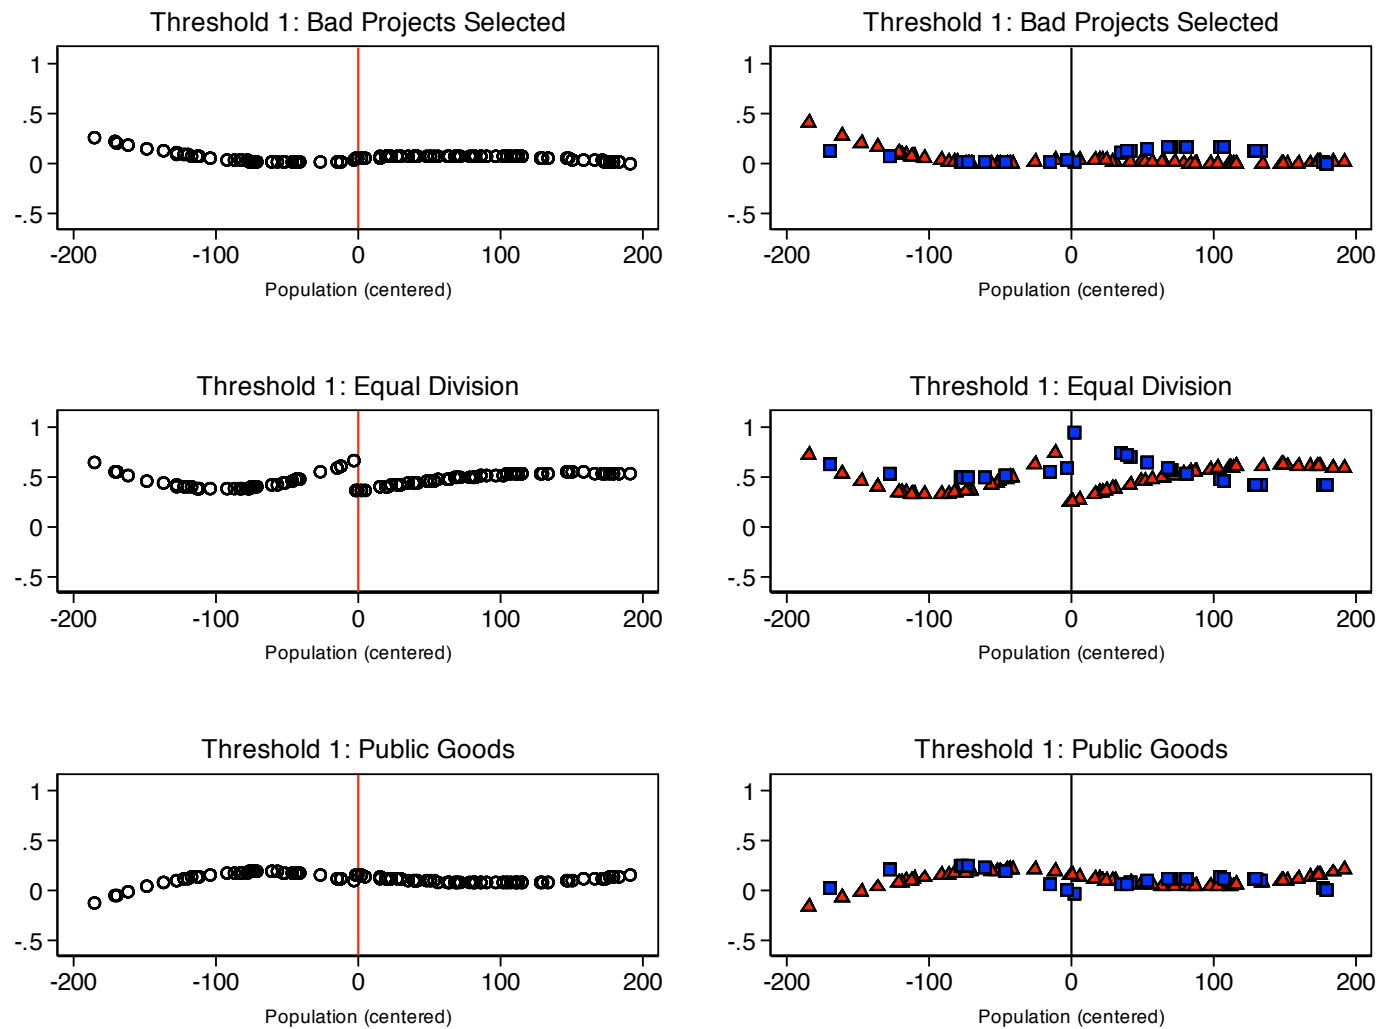 Threshold 1: Bad Projects Selected
1
.5
0
-.5
-200 -100 0 100 200
Population (centered)
Threshold 1: Bad Projects Selected
1
.5
0
-.5
-200 -100 0 100 200
Population (centered)
Threshold 1: Equal Division
1
.5
0
-.5
-200 -100 0 100 200
Population (centered)
Threshold 1: Equal Division
1
.5
0
-.5
-200 -100 0 100 200
Population (centered)
Threshold 1: Public Goods
1
.5
0
-.5
-200 -100 0 100 200
Population (centered)
Threshold 1: Public Goods
1
.5
0
-.5
-200 -100 0 100 200
Population (centered)